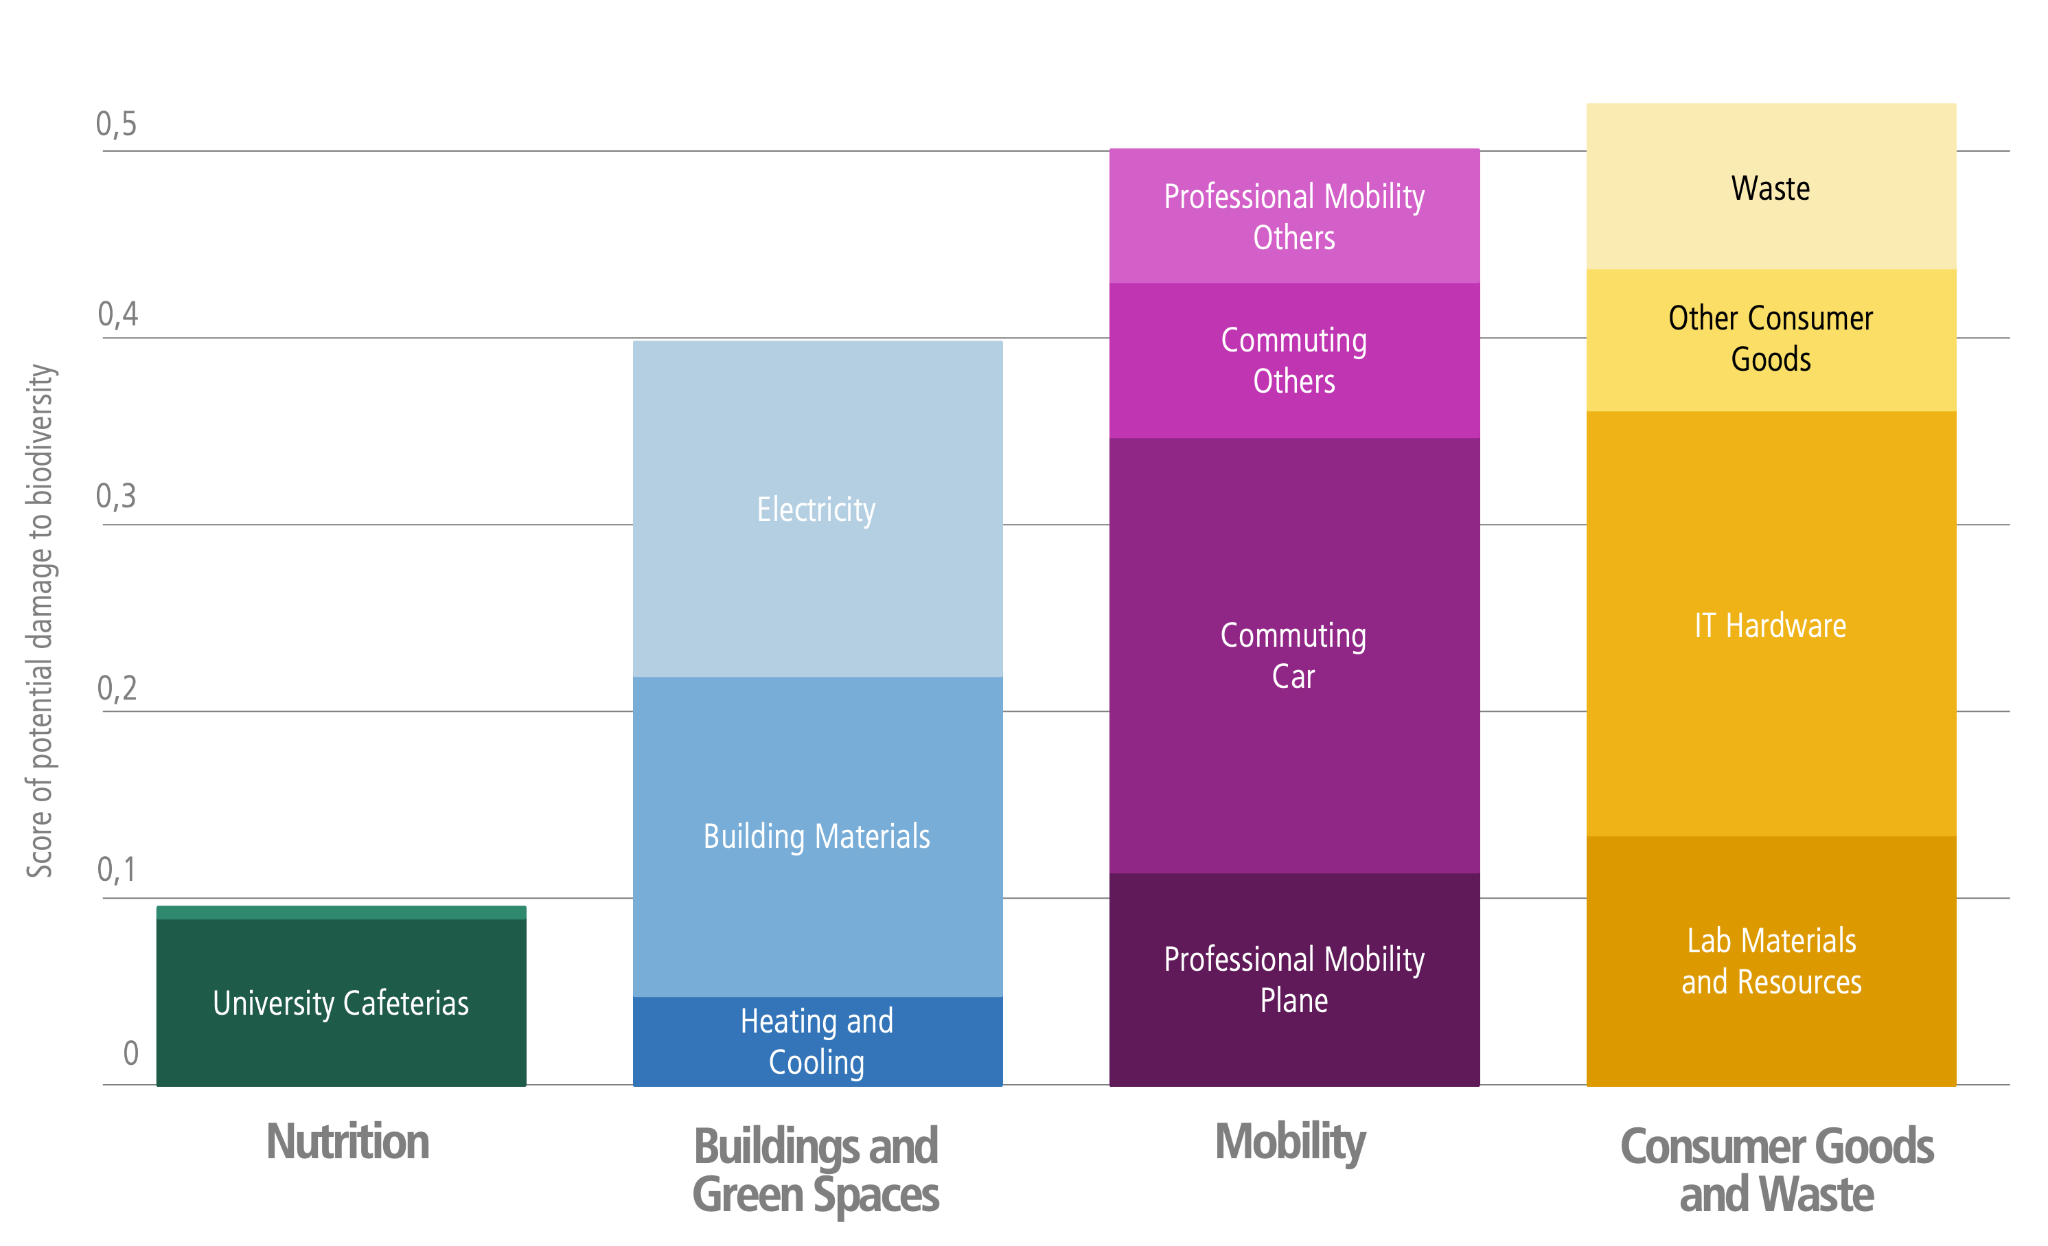 Score of potential damage to biodiversity
0,5
0,4
0,3
0,2
0,1
0
University Cafeterias
Electricity
Building Materials
Heating and
Cooling
Professional Mobility
Others
Commuting
Others
Commuting
Car
Professional Mobility
Plane
Waste
Other Consumer
Goods
IT Hardware
Lab Materials
and Resources
Nutrition
Buildings and
Green Spaces
Mobility
Consumer Goods
and Waste